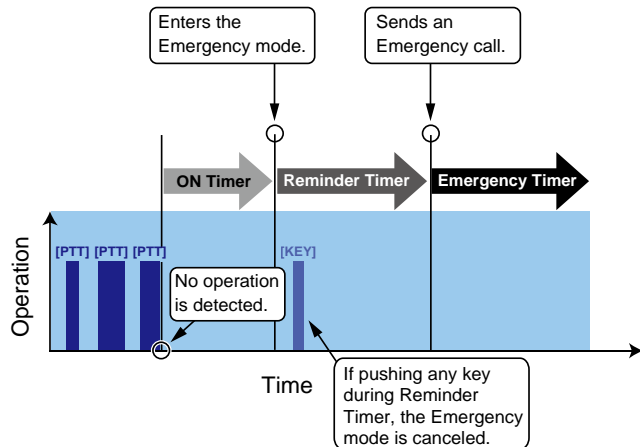 Enters the
Emergency mode.
Sends an
Emergency call.
ON Timer
Reminder Timer
Emergency Timer
Operation
[PTT] [PTT] [PTT]
[KEY]
No operation
is detected.
Time
If pushing any key
during Reminder
Timer, the Emergency
mode is canceled.